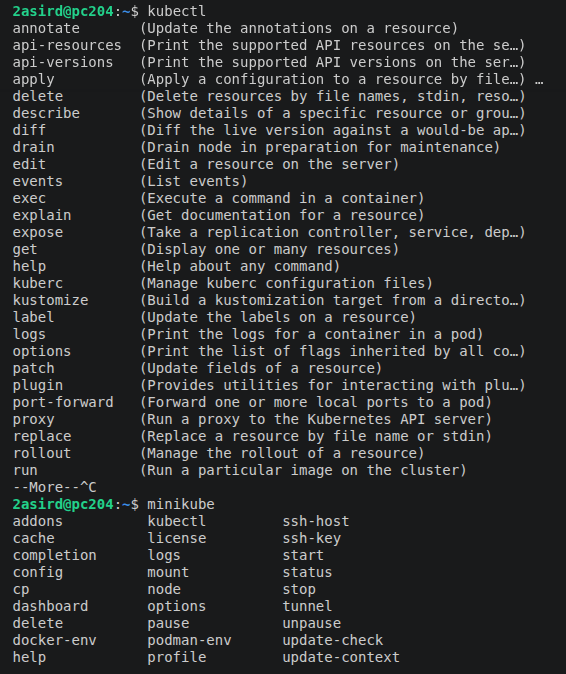 2asird@pc204:~$ kubectl
annotate (Update the annotations on a resource)
api-resources (Print the supported API resources on the se…)
api-versions (Print the supported API versions on the ser…)
apply (Apply a configuration to a resource by file…) …
delete (Delete resources by file names, stdin, reso…)
describe (Show details of a specific resource or grou…)
diff (Diff the live version against a would-be ap…)
drain (Drain node in preparation for maintenance)
edit (Edit a resource on the server)
events (List events)
exec (Execute a command in a container)
explain (Get documentation for a resource)
expose (Take a replication controller, service, dep…)
get (Display one or many resources)
help (Help about any command)
kuberc (Manage kuberc configuration files)
kustomize (Build a kustomization target from a directo…)
label (Update the labels on a resource)
logs (Print the logs for a container in a pod)
options (Print the list of flags inherited by all co…)
patch (Update fields of a resource)
plugin (Provides utilities for interacting with plu…)
port-forward (Forward one or more local ports to a pod)
proxy (Run a proxy to the Kubernetes API server)
replace (Replace a resource by file name or stdin)
rollout (Manage the rollout of a resource)
run (Run a particular image on the cluster)
--More--^C
2asird@pc204:~$ minikube
addons kubectl ssh-host
cache license ssh-key
completion logs start
config mount status
cp node stop
dashboard options tunnel
delete pause unpause
docker-env podman-env update-check
help profile update-context